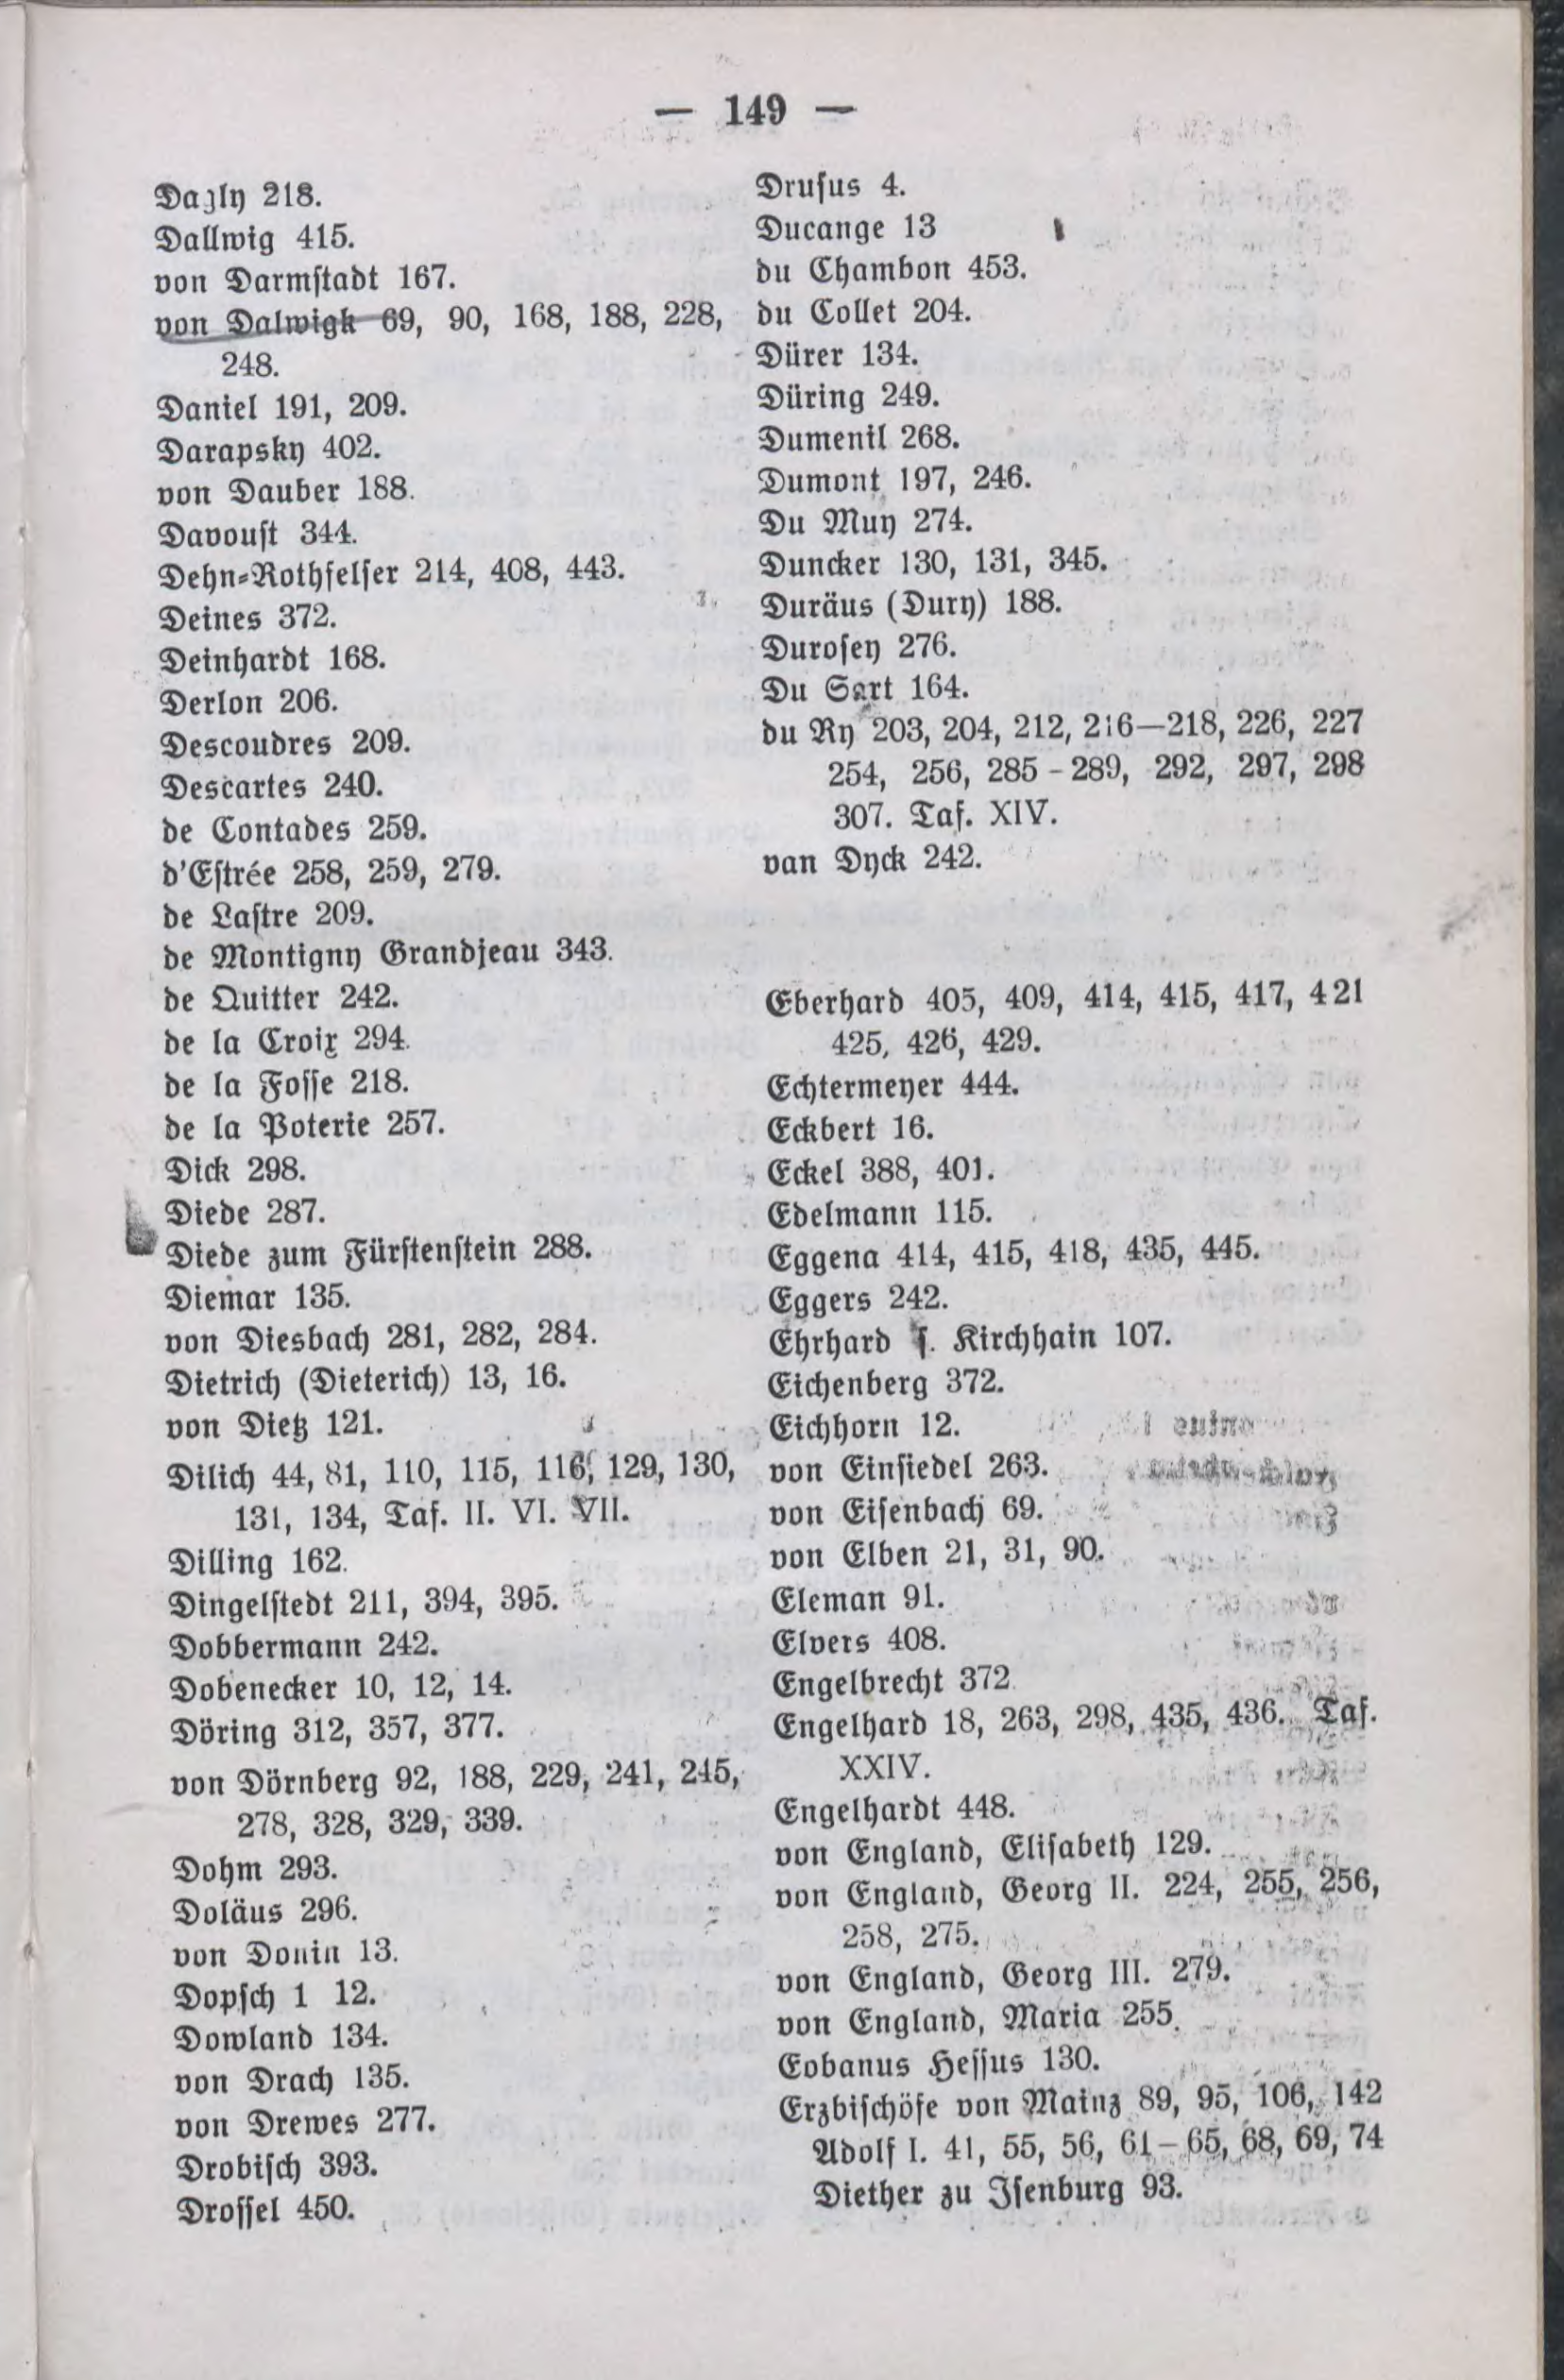 — 149 —
Dazly 218.
Dallwig 415.
von Darmstadt 167.
von Dalwigk 69, 90, 168, 188, 228,
248.
Daniel 191, 209.
Darapsky 402.
von Dauber 188.
Davoust 344.
Dehn-Rothfelser 214, 408, 443.
Deines 372.
Deinhardt 168.
Derlon 206.
Descoudres 209.
Descartes 240.
de Contades 259.
d'Estrée 258, 259, 279.
de Lastre 209.
de Montigny Grandjeau 343.
de Quitter 242.
de la Croix 294.
de la Fosse 218.
de la Poterie 257.
Dick 298.
Diede 287.
Diede zum Fürstenstein 288.
Diemar 135.
von Diesbach 281, 282, 284.
Dietrich (Dieterich) 13, 16.
von Dietz 121.
Dilich 44, 81, 110, 115, 116, 129, 130,
131, 134, Taf. II. VI. VII.
Dilling 162.
Dingelstedt 211, 394, 395.
Dobbermann 242.
Dobenecker 10, 12, 14.
Döring 312, 357, 377.
von Dörnberg 92, 188, 229, 241, 245,
278, 328, 329, 339.
Dohm 293.
Doläus 296.
von Donin 13.
Dopsch 1 12.
Dowland 134.
von Drach 135.
von Drewes 277.
Drobisch 393.
Drossel 450.
Drusus 4.
Ducange 13
du Chambon 453.
du Collet 204.
Dürer 134.
Düring 249.
Dumenil 268.
Dumont 197, 246.
Du Muy 274.
Duncker 130, 131, 345.
Duräus (Dury) 188.
Durosey 276.
Du Sart 164.
du Ry 203, 204, 212, 216—218, 226, 227
254, 256, 285-289, 292, 297, 298
307. Taf. XIV.
van Dyck 242.
Eberhard 405, 409, 414, 415, 417, 421
425, 426, 429.
Echtermeyer 444.
Eckbert 16.
Eckel 388, 401.
Edelmann 115.
Eggena 414, 415, 418, 435, 445.
Eggers 242.
Ehrhard s. Kirchhain 107.
Eichenberg 372.
Eichhorn 12.
von Einsiedel 263.
von Eisenbach 69.
von Elben 21, 31, 90.
Eleman 91.
Elvers 408.
Engelbrecht 372
Engelhard 18, 263, 298, 435, 436. Taf.
XXIV.
Engelhardt 448.
von England, Elisabeth 129.
von England, Georg II. 224, 255, 256,
258, 275.
von England, Georg III. 279.
von England, Maria 255.
Eobanus Hessus 130.
Erzbischöfe von Mainz 89, 95, 106, 142
Adolf I. 41, 55, 56, 61—65, 68, 69, 74
Diether zu Isenburg 93.